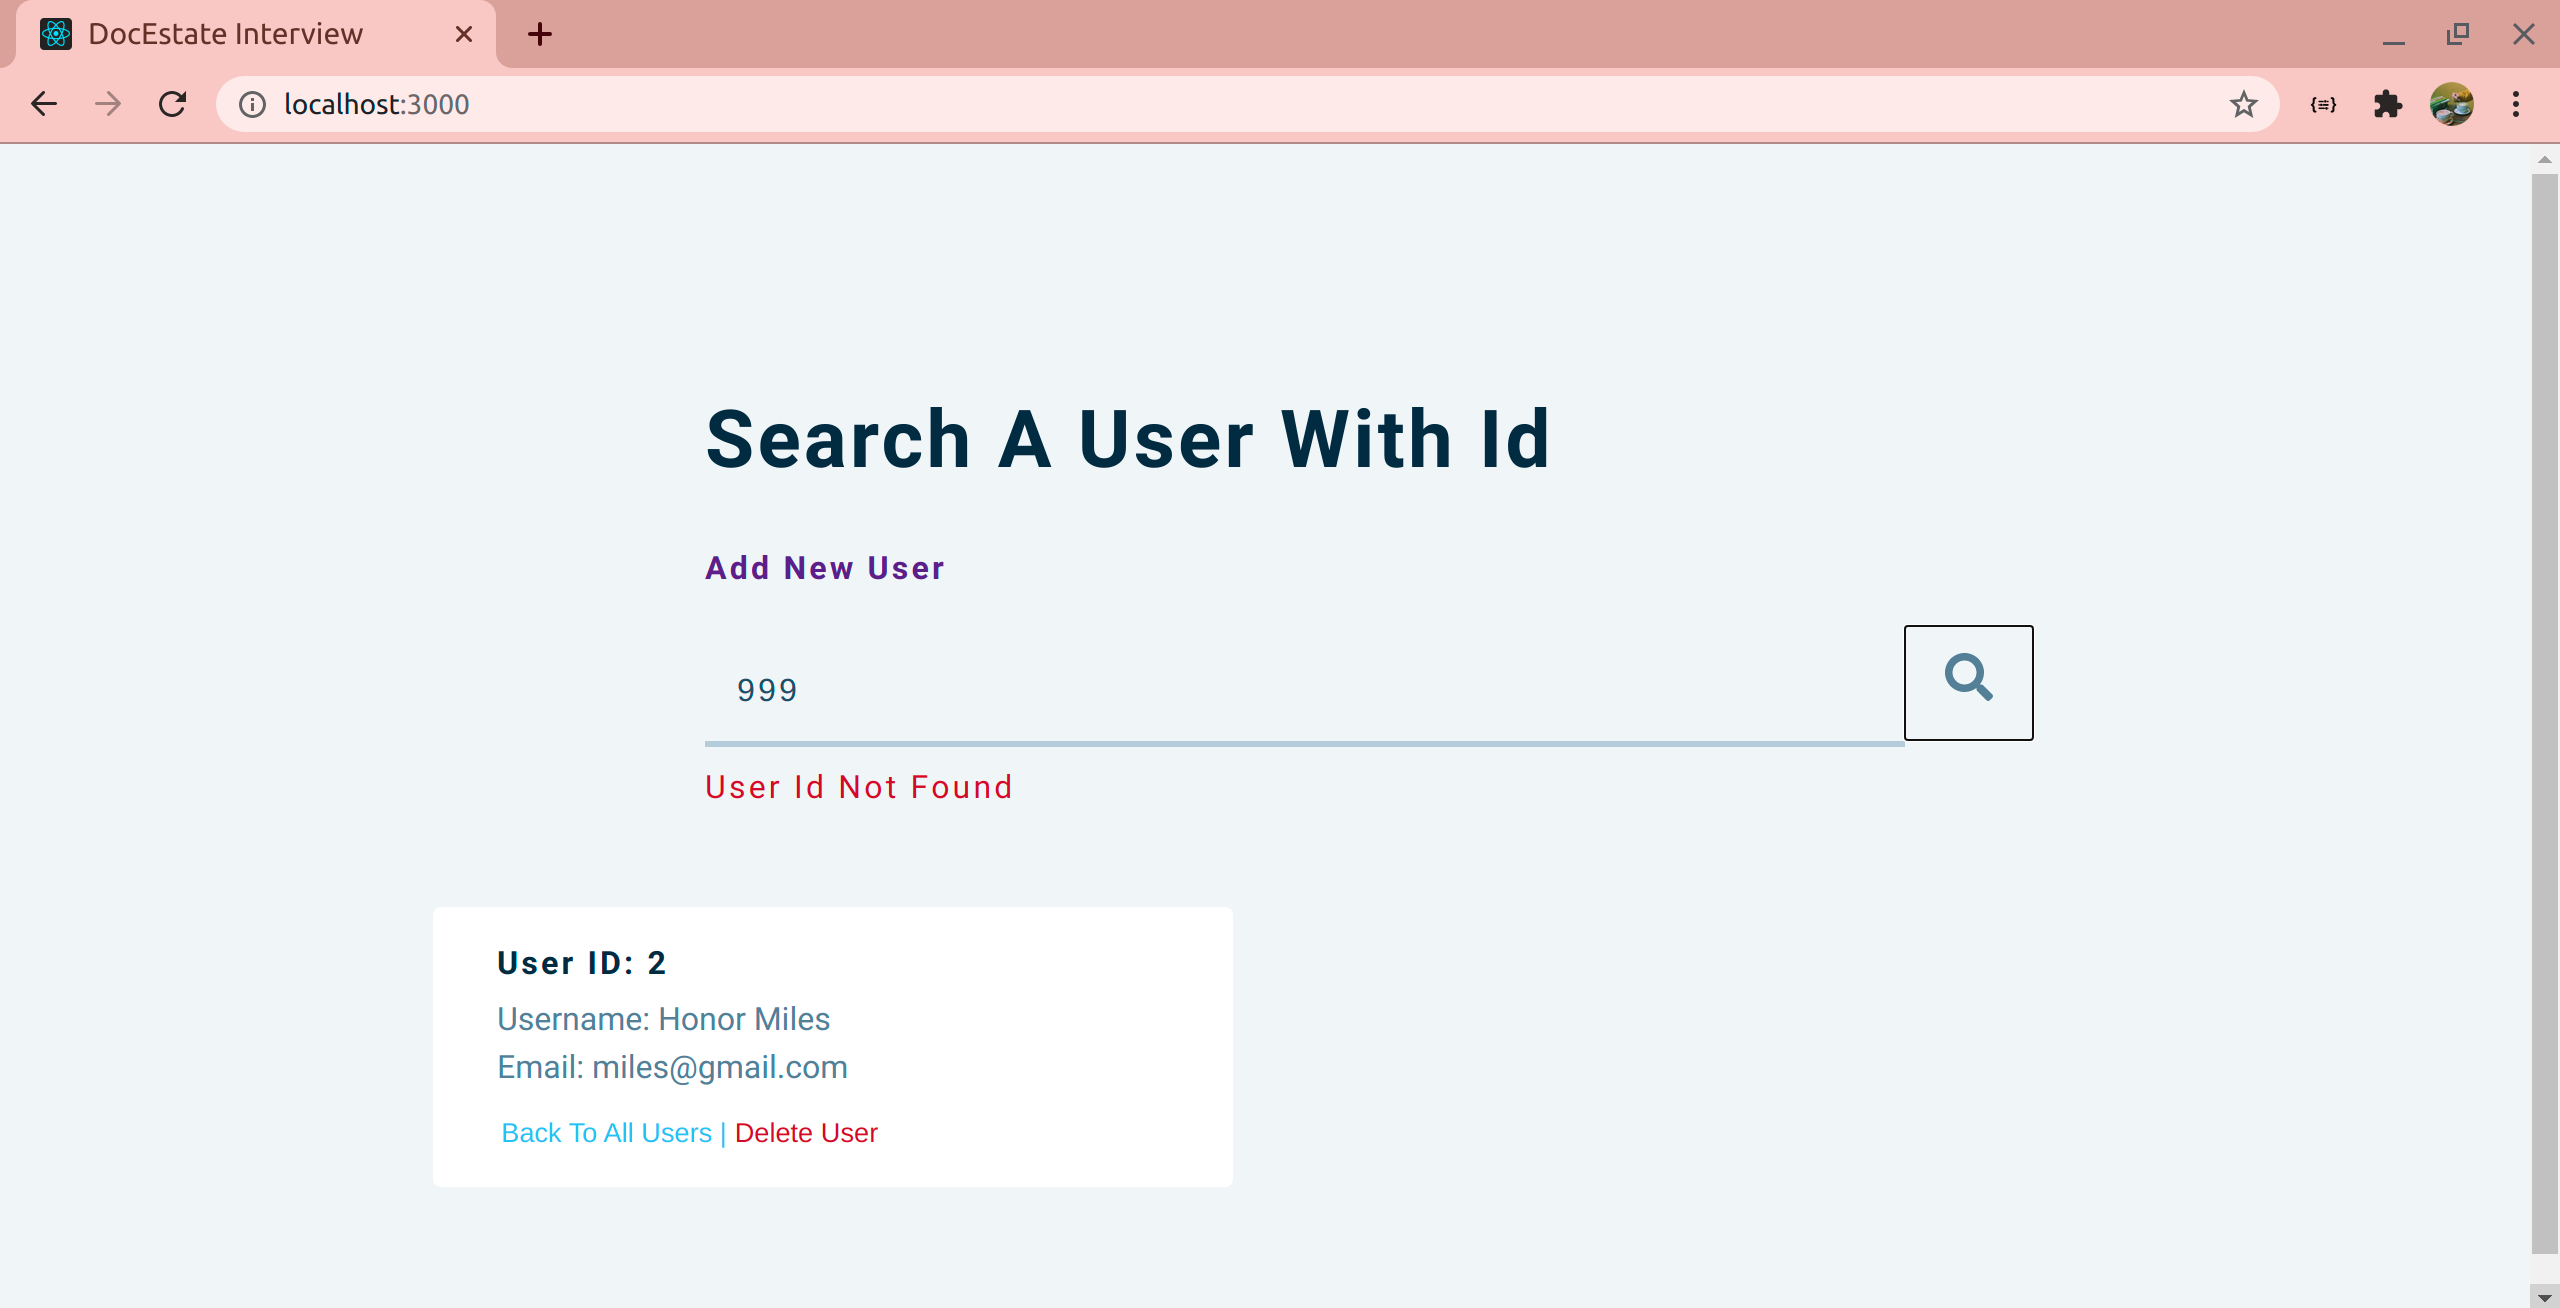 DocEstate Interview
localhost:3000
Search A User With Id
Add New User
999
User Id Not Found
User ID: 2
Username: Honor Miles
Email: miles@gmail.com
Back To All Users | Delete User